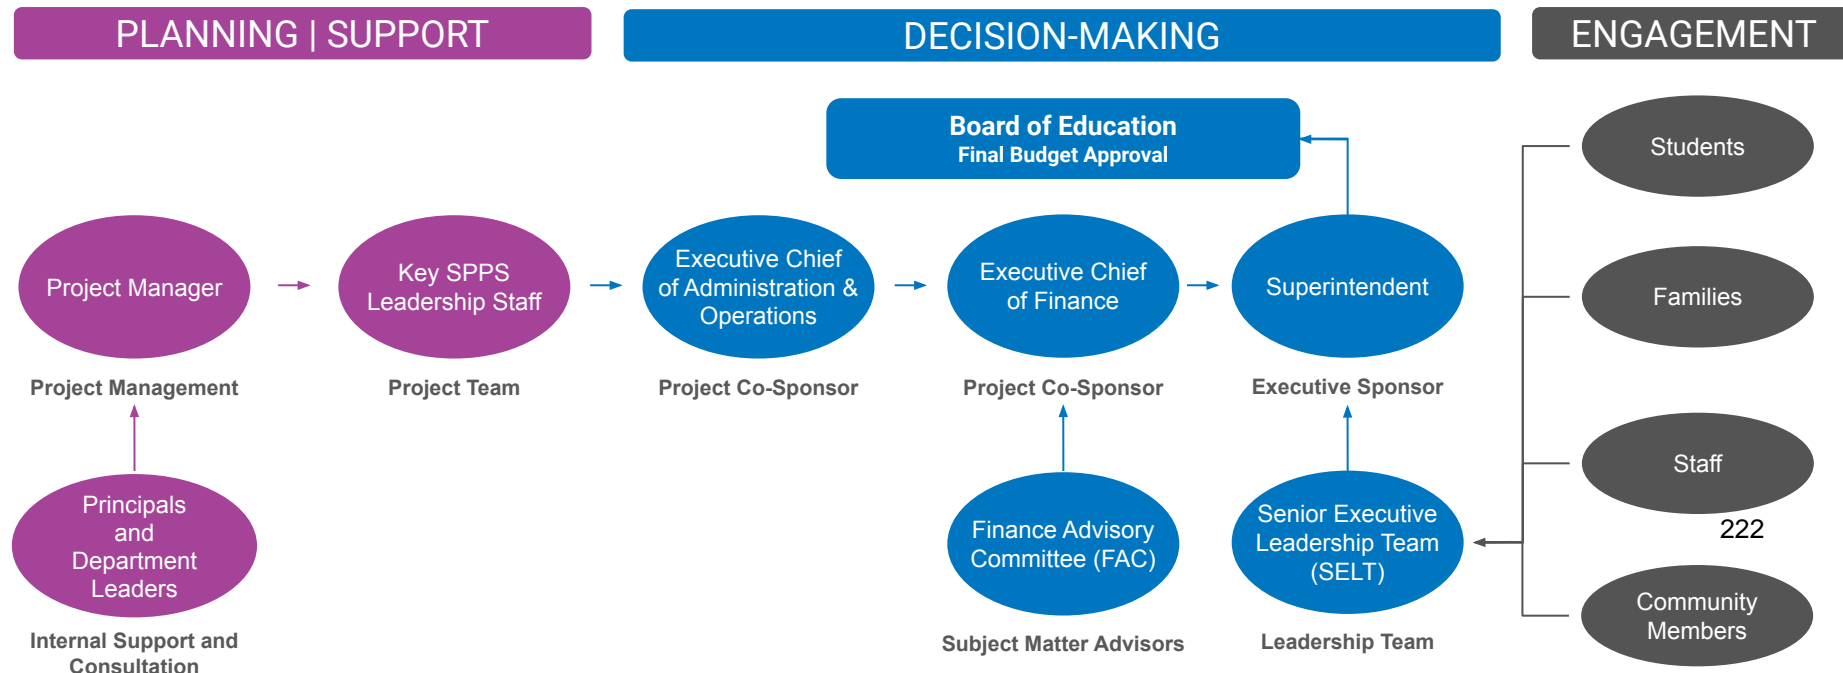 PLANNING | SUPPORT
DECISION-MAKING
ENGAGEMENT
Board of Education
Final Budget Approval
Students
Project Manager
Key SPPS
Leadership Staff
Executive Chief
of Administration &
Operations
Executive Chief
of Finance
Superintendent
Families
Project Management
Project Team
Project Co-Sponsor
Project Co-Sponsor
Executive Sponsor
Principals
and
Department
Leaders
Finance Advisory
Committee (FAC)
Senior Executive
Leadership Team
(SELT)
Staff
222
Community
Members
Internal Support and
Consultation
Subject Matter Advisors
Leadership Team